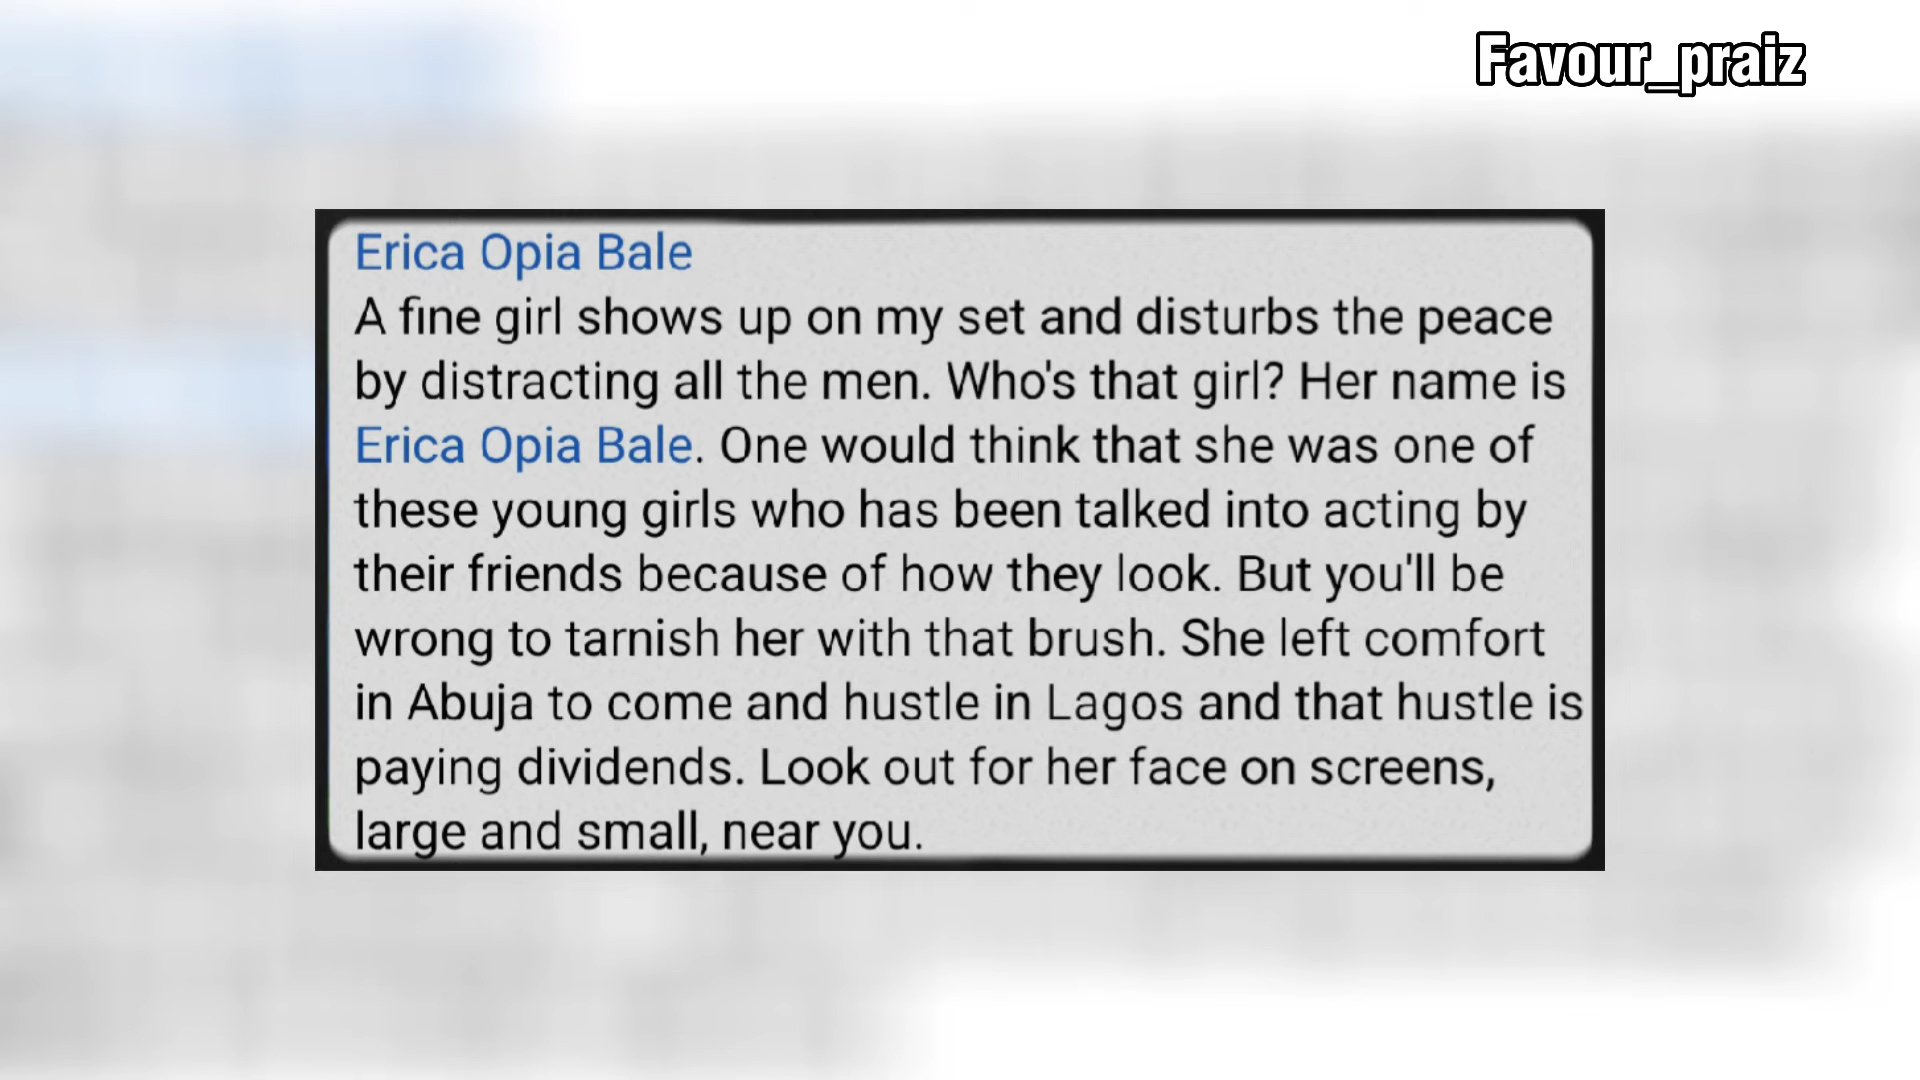 Favour_praiz
Erica Opia Bale
A fine girl shows up on my set and disturbs the peace
by distracting all the men. Who's that girl? Her name is
Erica Opia Bale. One would think that she was one of
these young girls who has been talked into acting by
their friends because of how they look. But you'll be
wrong to tarnish her with that brush. She left comfort
in Abuja to come and hustle in Lagos and that hustle is
paying dividends. Look out for her face on screens,
large and small, near you.